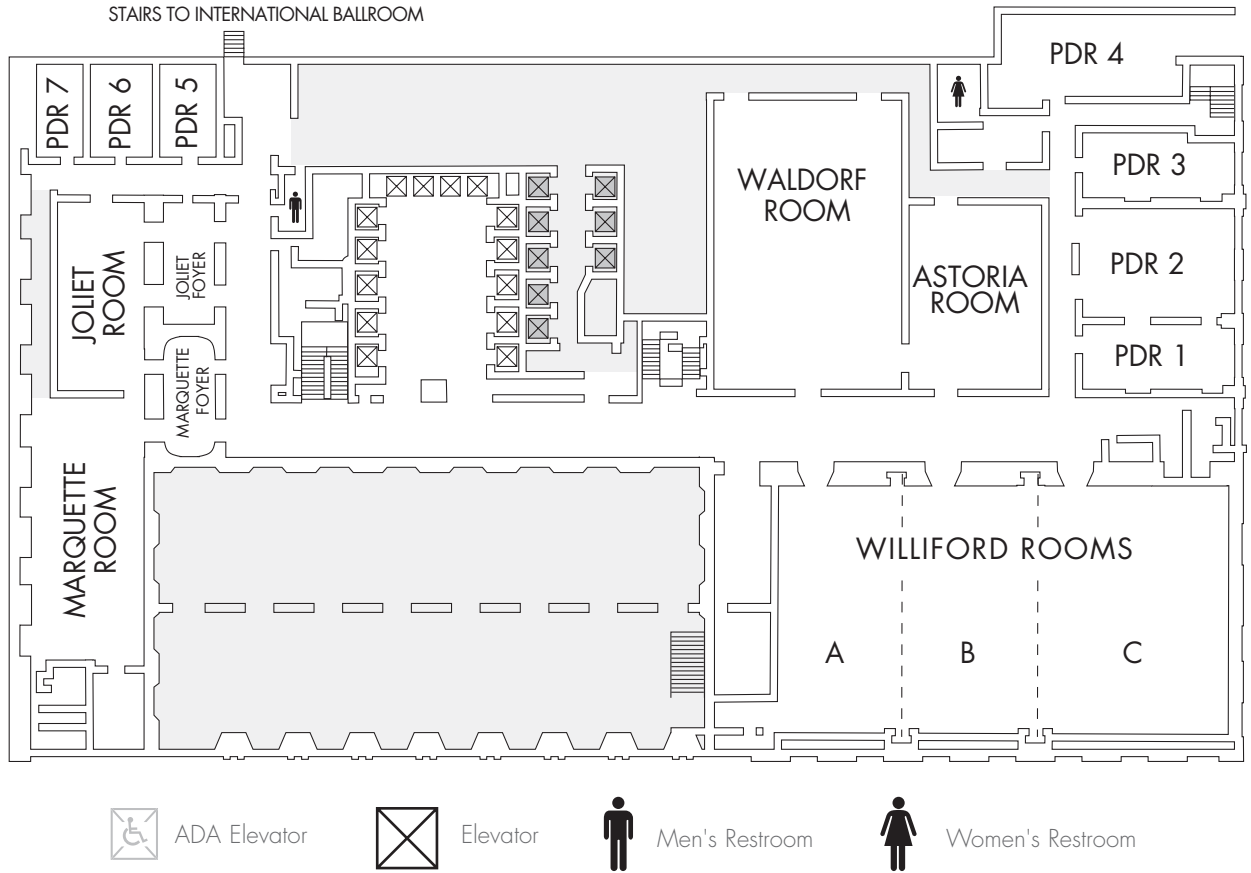 STAIRS TO INTERNATIONAL BALLROOM
PDR 7
PDR 6
PDR 5
PDR 4
PDR 3
WALDORF
ROOM
PDR 2
ASTORIA
ROOM
PDR 1
JOLIET
ROOM
JOLIET
FOYER
MARQUETTE
FOYER
MARQUETTE
ROOM
WILLIFORD ROOMS
A
B
C
ADA Elevator
Elevator
Men's Restroom
Women's Restroom